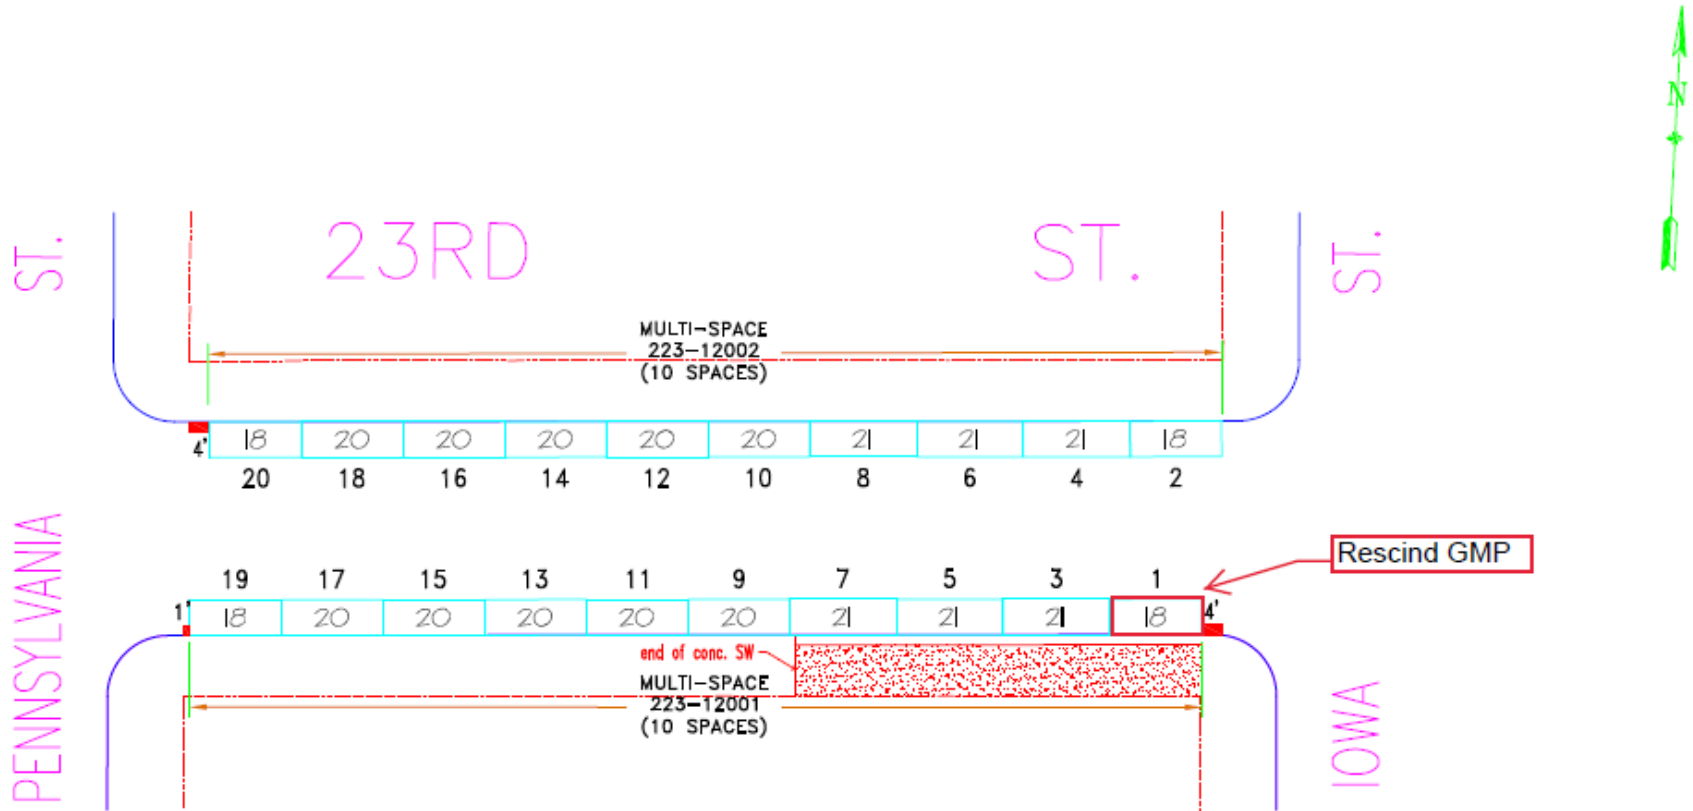 N
23RD ST.
ST.
ST.
MULTI-SPACE
223-12002
(10 SPACES)
4' 18 20 20 20 20 20 21 21 21 18
20 18 16 14 12 10 8 6 4 2
PENNSYLVANIA
Rescind GMP
19 17 15 13 11 9 7 5 3 1
1' 18 20 20 20 20 20 21 21 21 18 4'
end of conc. SW
MULTI-SPACE
223-12001
(10 SPACES)
IOWA